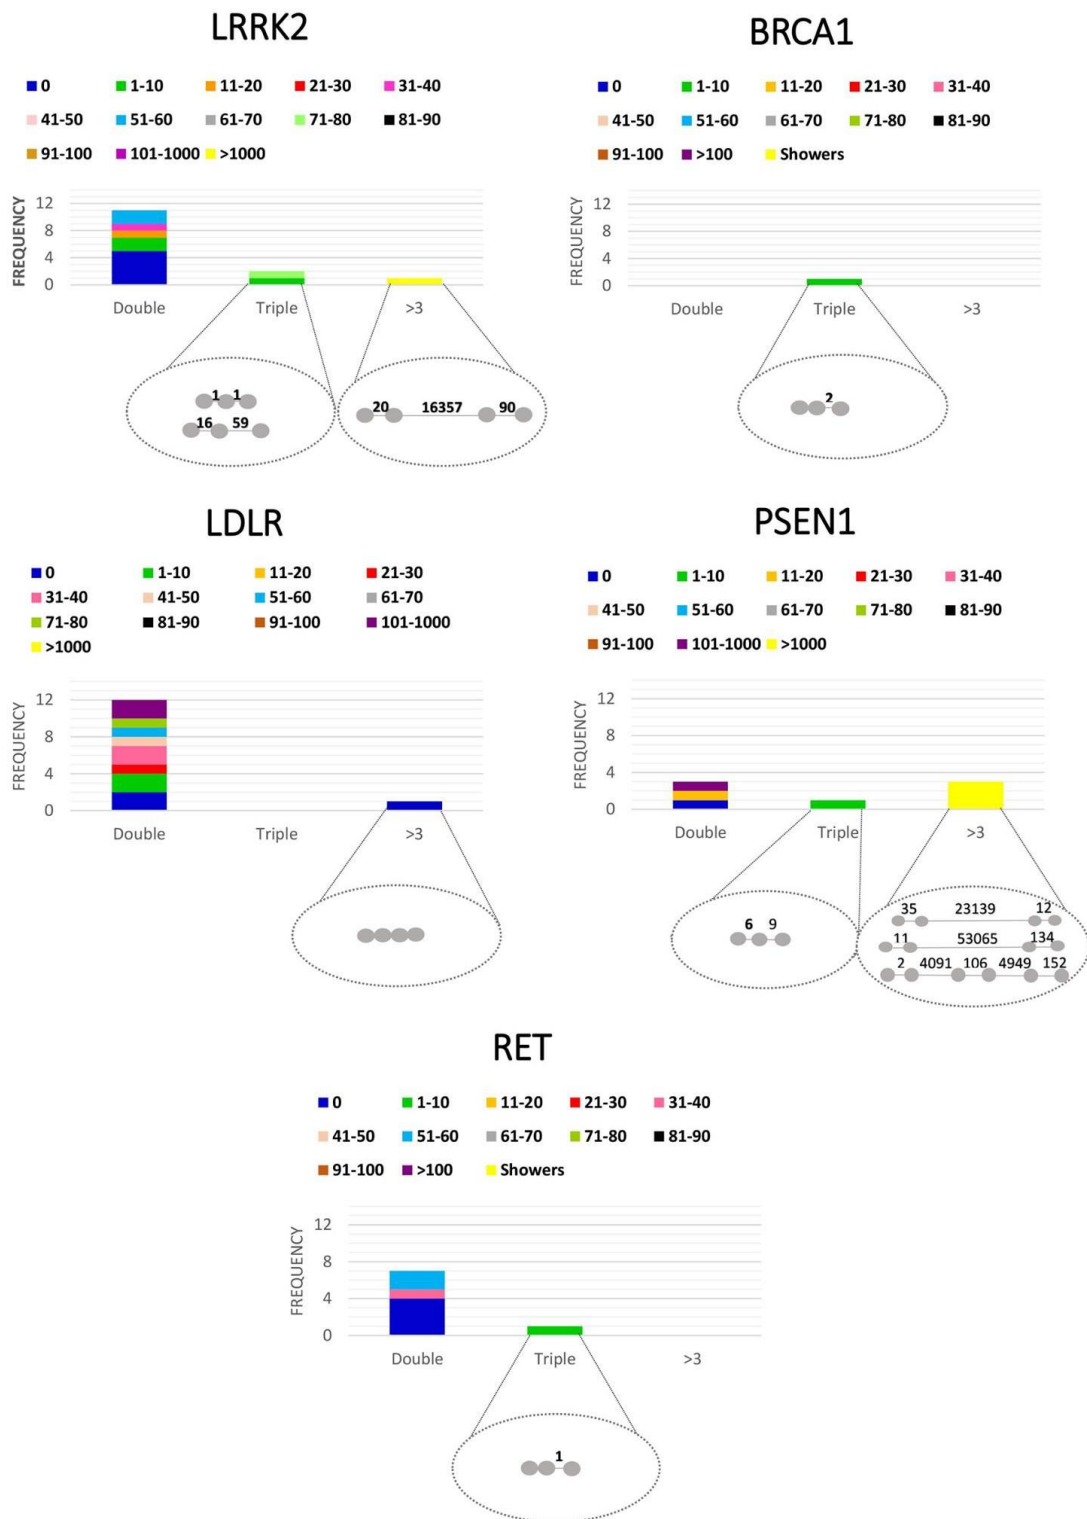 LRRK2
0 1-10 11-20 21-30 31-40
41-50 51-60 61-70 71-80 81-90
91-100 101-1000 >1000
FREQUENCY
12
8
4
0
Double Triple >3
1 1
16 59
20 16357 90
BRCA1
0 1-10 11-20 21-30 31-40
41-50 51-60 61-70 71-80 81-90
91-100 >100 Showers
FREQUENCY
12
8
4
0
Double Triple >3
2
LDLR
0 1-10 11-20 21-30
31-40 41-50 51-60 61-70
71-80 81-90 91-100 101-1000
>1000
FREQUENCY
12
8
4
0
Double Triple >3
PSEN1
0 1-10 11-20 21-30 31-40
41-50 51-60 61-70 71-80 81-90
91-100 101-1000 >1000
FREQUENCY
12
8
4
0
Double Triple >3
6 9
35 23139 12
11 53065 134
2 4091 106 4949 152
RET
0 1-10 11-20 21-30 31-40
41-50 51-60 61-70 71-80 81-90
91-100 >100 Showers
FREQUENCY
12
8
4
0
Double Triple >3
1